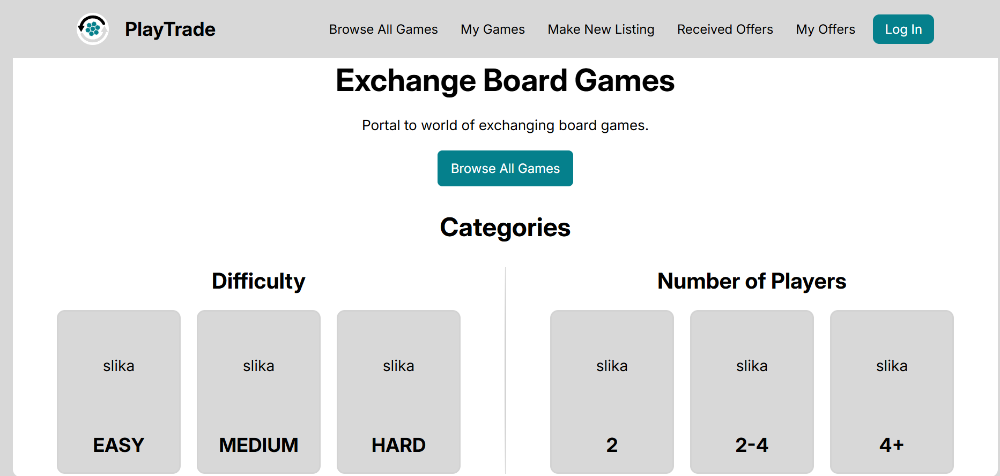 PlayTrade
Browse All Games
My Games
Make New Listing
Received Offers
My Offers
Log In
Exchange Board Games
Portal to world of exchanging board games.
Browse All Games
Categories
Difficulty
slika
EASY
slika
MEDIUM
slika
HARD
Number of Players
slika
2
slika
2-4
slika
4+